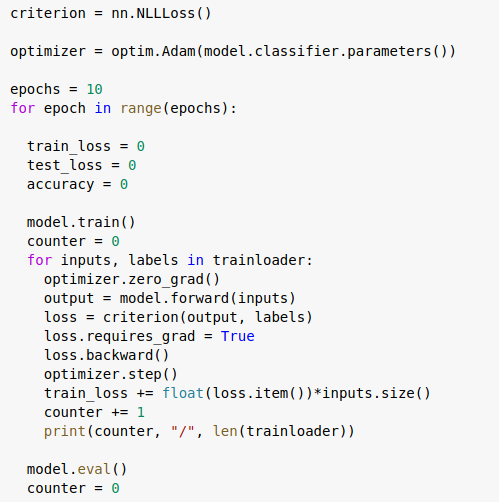 criterion = nn.NLLLoss()
optimizer = optim.Adam(model.classifier.parameters())
epochs = 10
for epoch in range(epochs):
train_loss = 0
test_loss = 0
accuracy = 0
model.train()
counter = 0
for inputs, labels in trainloader:
optimizer.zero_grad()
output = model.forward(inputs)
loss = criterion(output, labels)
loss.requires_grad = True
loss.backward()
optimizer.step()
train_loss += float(loss.item())*inputs.size()
counter += 1
print(counter, "/", len(trainloader))
model.eval()
counter = 0